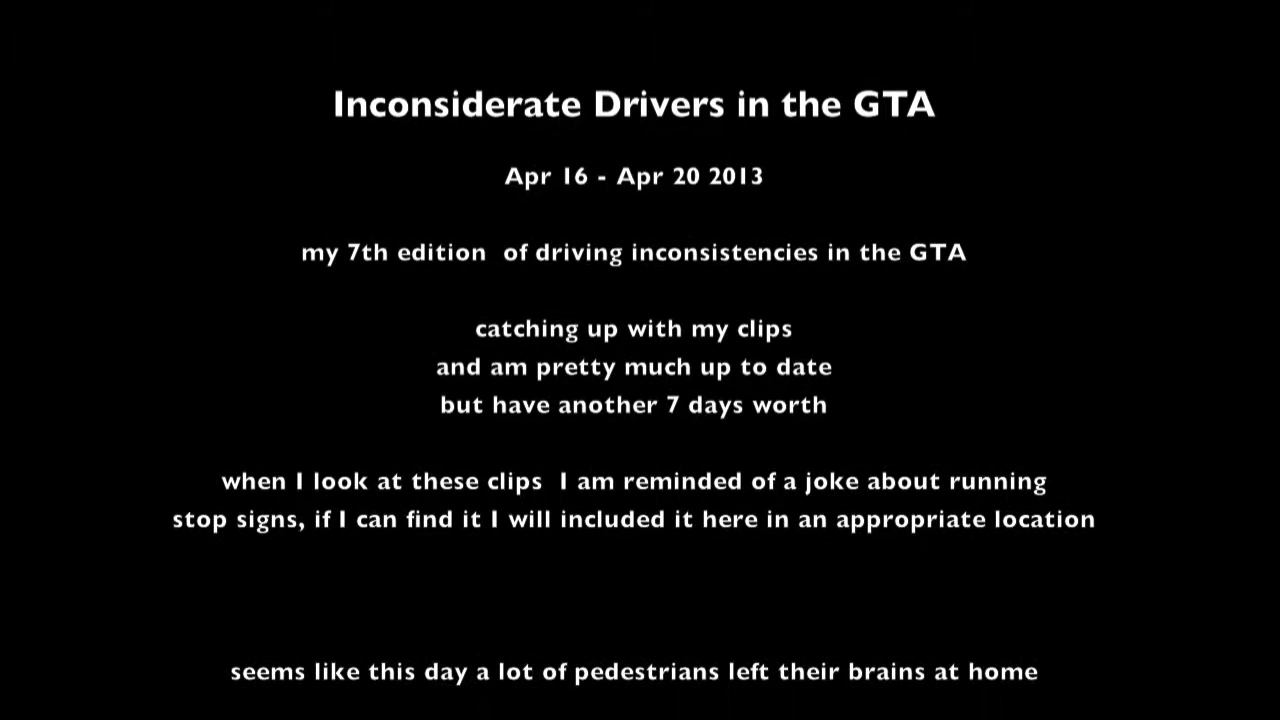 Inconsiderate Drivers in the GTA
Apr 16 - Apr 20 2013
my 7th edition  of driving inconsistencies in the GTA
catching up with my clips
and am pretty much up to date
but have another 7 days worth
when I look at these clips  I am reminded of a joke about running
stop signs, if I can find it I will included it here in an appropriate location
seems like this day a lot of pedestrians left their brains at home